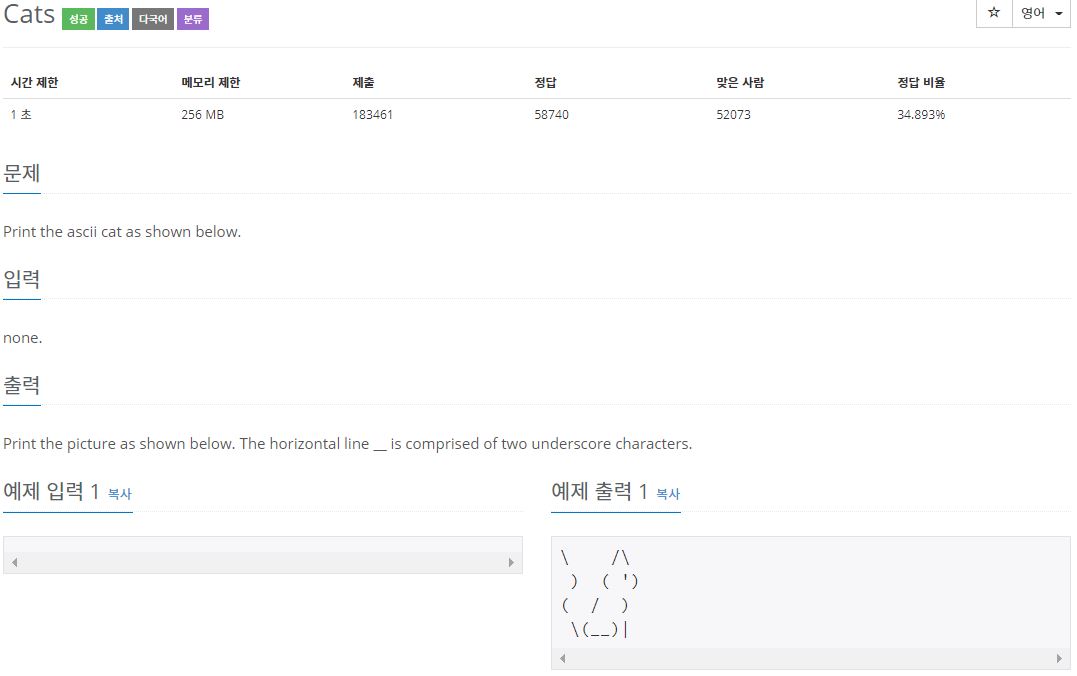 Cats 성공 출처 다국어 분류 ☆ 영어
시간 제한 메모리 제한 제출 정답 맞은 사람 정답 비율
1 초 256 MB 183461 58740 52073 34.893%
문제
Print the ascii cat as shown below.
입력
none.
출력
Print the picture as shown below. The horizontal line __ is comprised of two underscore characters.
예제 입력 1 복사 예제 출력 1 복사
\    /\
 )  ( ')
(  /  )
 \(__)|